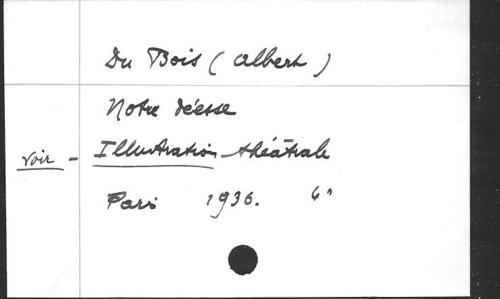 Du Bois (Albert)
Notre déesse
voir - Illustration théâtrale
Paris 1936. 4°